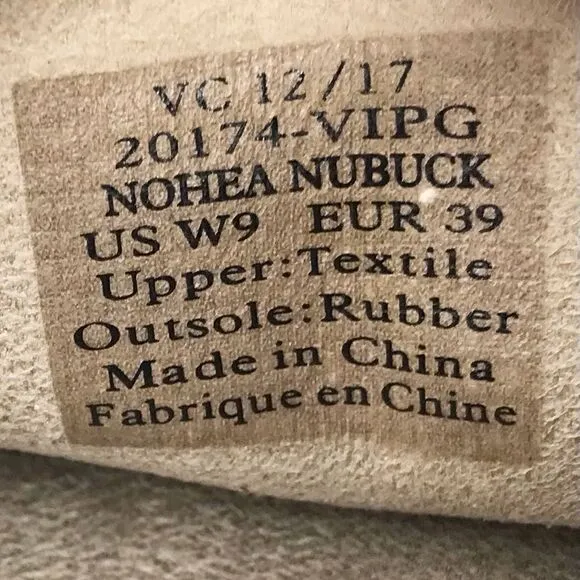 VC 12/17
20174-VIPG
NOHEA NUBUCK
US W9 EUR 39
Upper:Textile
Outsole:Rubber
Made in China
Fabrique en Chine